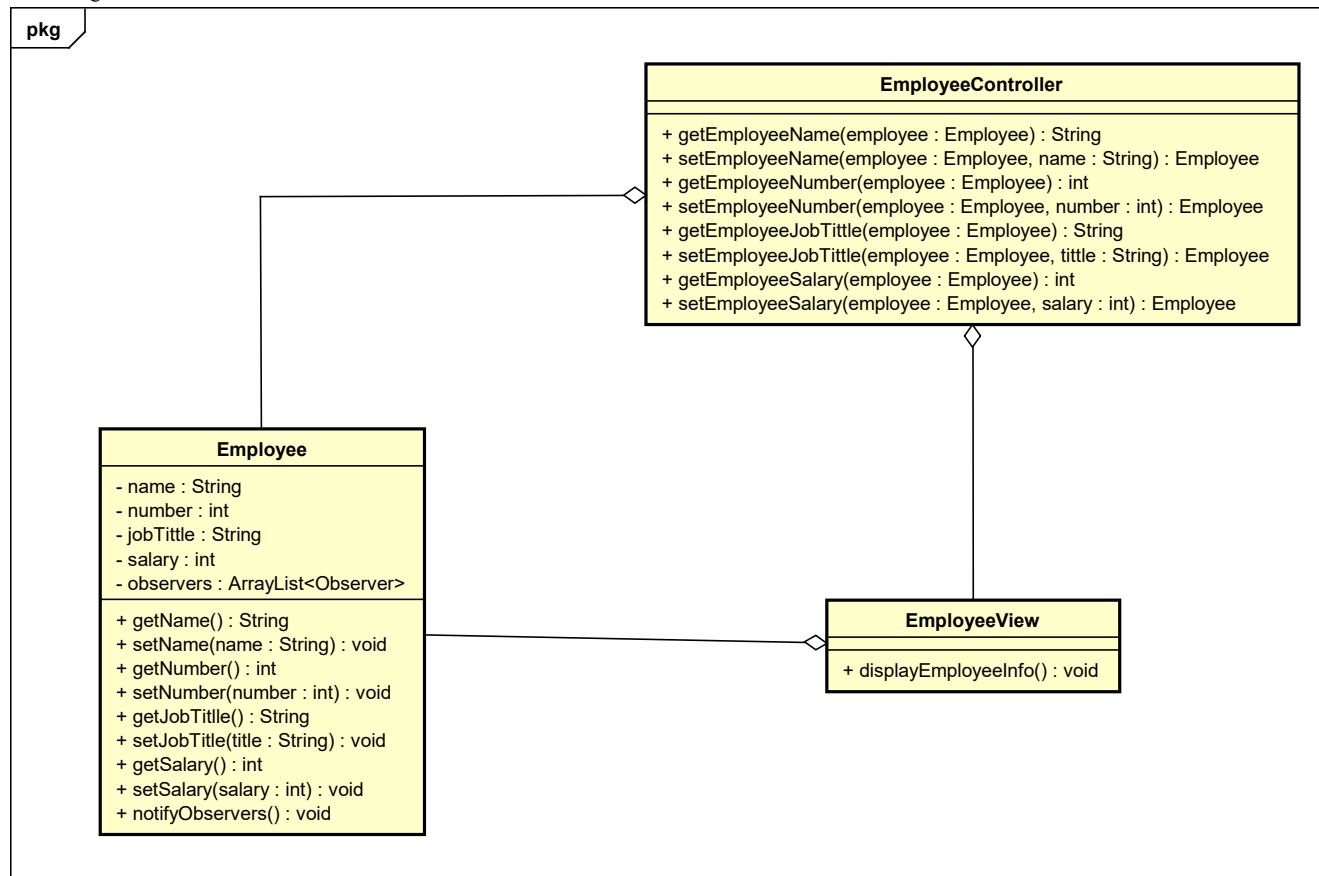 pkg
EmployeeController
+ getEmployeeName(employee : Employee) : String
+ setEmployeeName(employee : Employee, name : String) : Employee
+ getEmployeeNumber(employee : Employee) : int
+ setEmployeeNumber(employee : Employee, number : int) : Employee
+ getEmployeeJobTittle(employee : Employee) : String
+ setEmployeeJobTittle(employee : Employee, tittle : String) : Employee
+ getEmployeeSalary(employee : Employee) : int
+ setEmployeeSalary(employee : Employee, salary : int) : Employee
Employee
- name : String
- number : int
- jobTittle : String
- salary : int
- observers : ArrayList<Observer>
+ getName() : String
+ setName(name : String) : void
+ getNumber() : int
+ setNumber(number : int) : void
+ getJobTitlle() : String
+ setJobTitle(title : String) : void
+ getSalary() : int
+ setSalary(salary : int) : void
+ notifyObservers() : void
EmployeeView
+ displayEmployeeInfo() : void